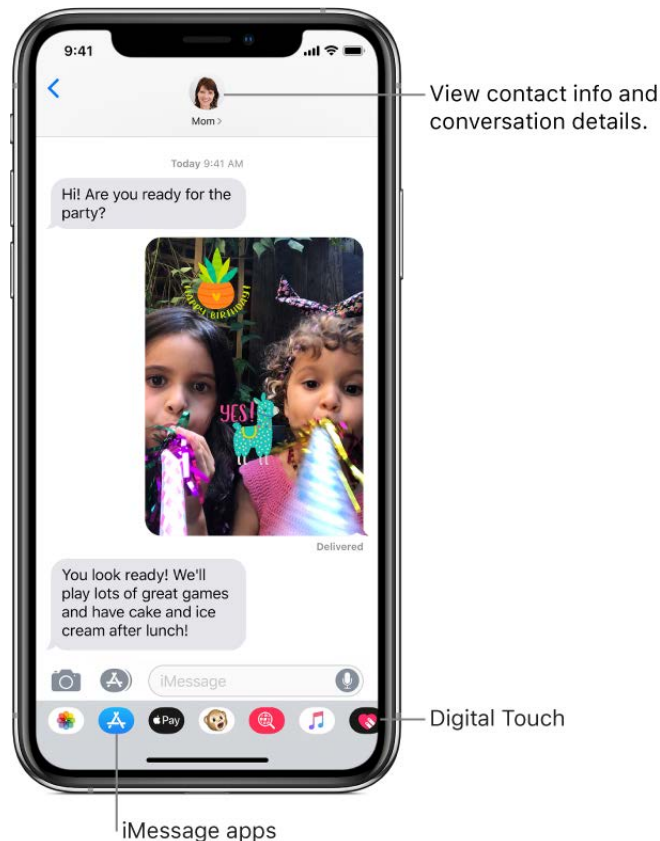 9:41
View contact info and
conversation details.
Mom
Today 9:41 AM
Hi! Are you ready for the
party?
HAPPY BIRTHDAY!
YES!
Delivered
You look ready! We'll
play lots of great games
and have cake and ice
cream after lunch!
iMessage
Pay
Digital Touch
iMessage apps